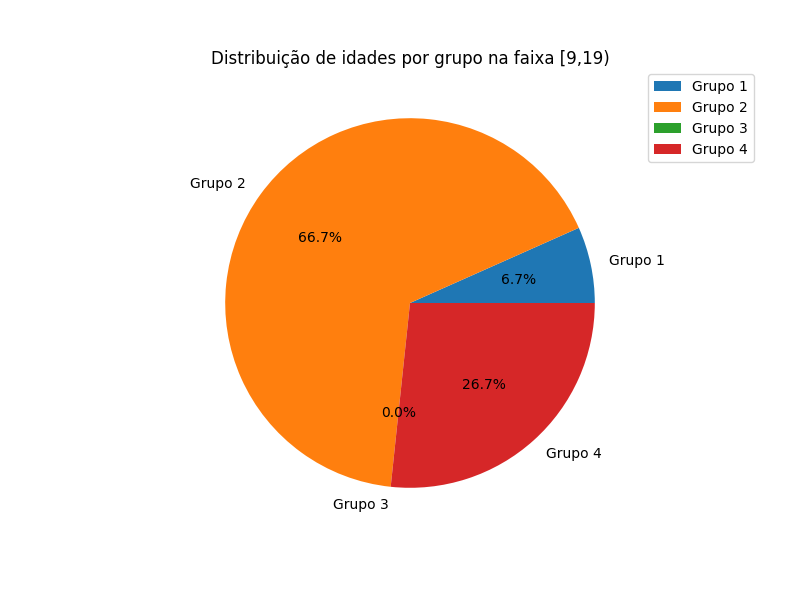 Distribuição de idades por grupo na faixa [9,19)
Grupo 1
Grupo 2
Grupo 3
Grupo 4
Grupo 2
66.7%
Grupo 1
6.7%
26.7%
0.0%
Grupo 4
Grupo 3